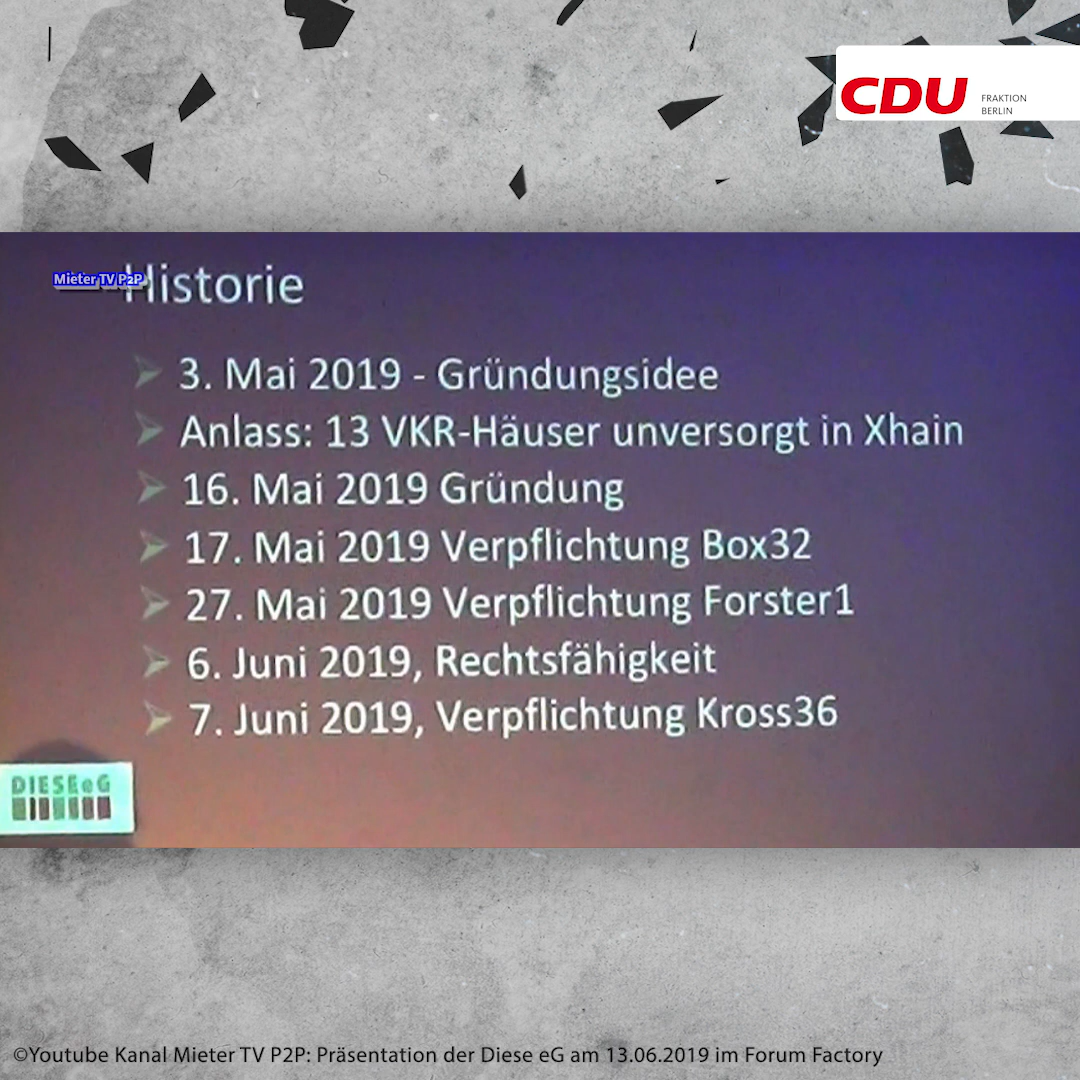 CDU FRAKTION
BERLIN
Mieter TV P2P
Historie
3. Mai 2019 - Gründungsidee
Anlass: 13 VKR-Häuser unversorgt in Xhain
16. Mai 2019 Gründung
17. Mai 2019 Verpflichtung Box32
27. Mai 2019 Verpflichtung Forster1
6. Juni 2019, Rechtsfähigkeit
7. Juni 2019, Verpflichtung Kross36
DIESEeG
©Youtube Kanal Mieter TV P2P: Präsentation der Diese eG am 13.06.2019 im Forum Factory